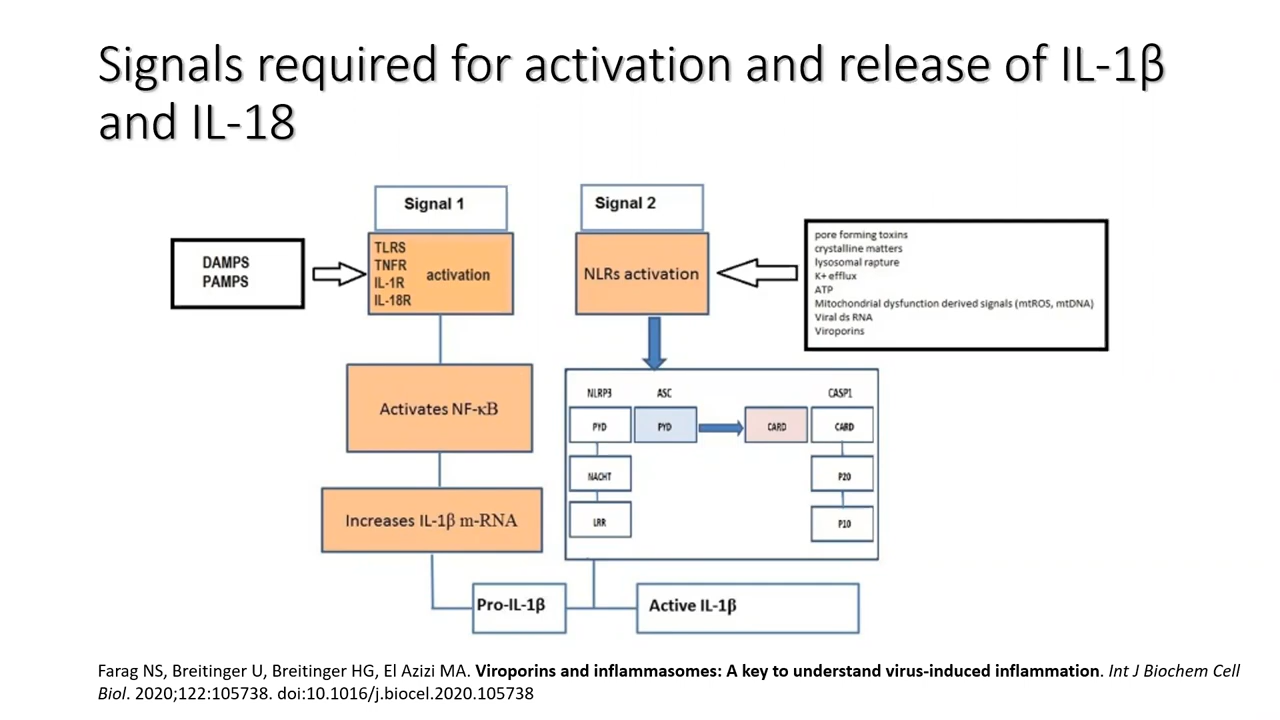 Signals required for activation and release of IL-1β
and IL-18
Signal 1
Signal 2
DAMPS
PAMPS
TLRS
TNFR
IL-1R
IL-18R
activation
NLRs activation
pore forming toxins
crystalline matters
lysosomal rapture
K+ efflux
ATP
Mitochondrial dysfunction derived signals (mtROS, mtDNA)
Viral ds RNA
Viroporins
Activates NF-κB
Increases IL-1β m-RNA
NLRP3
ASC
CASP1
PYD
PYD
CARD
CARD
NACHT
P20
LRR
P10
Pro-IL-1β
Active IL-1β
Farag NS, Breitinger U, Breitinger HG, El Azizi MA. Viroporins and inflammasomes: A key to understand virus-induced inflammation. Int J Biochem Cell
Biol. 2020;122:105738. doi:10.1016/j.biocel.2020.105738